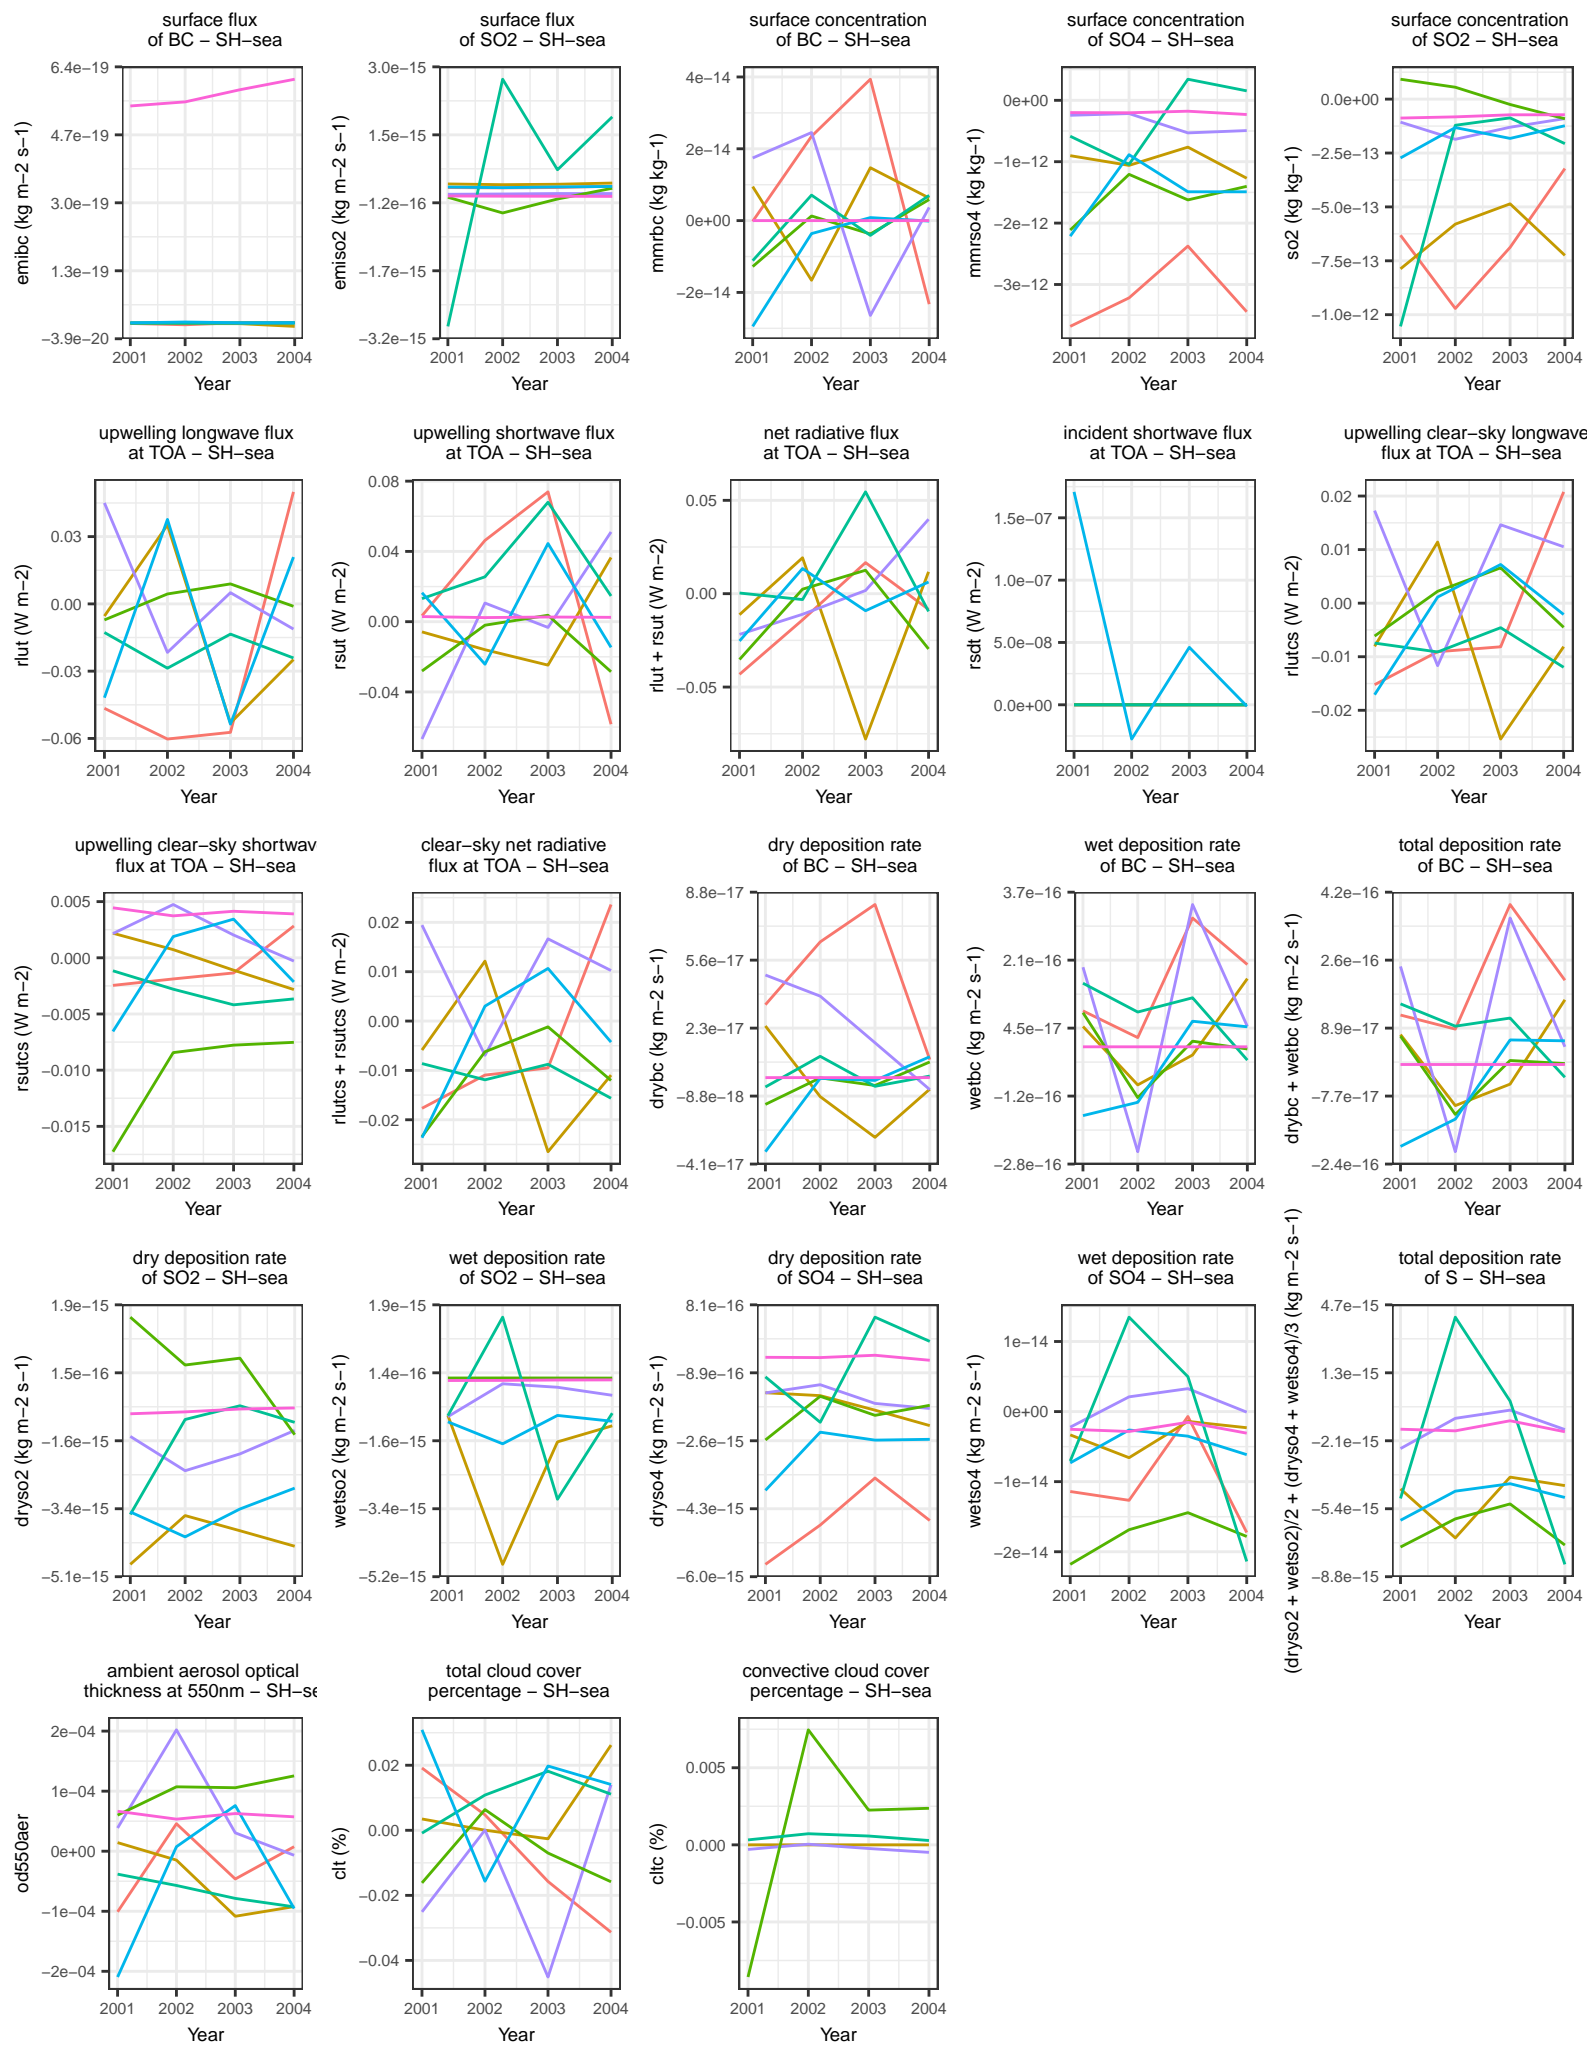 surface flux
of BC − SH−sea
6.4e−19
4.7e−19
3.0e−19
1.3e−19
−3.9e−20
emibc (kg m−2 s−1)
2001 2002 2003 2004
Year
surface flux
of SO2 − SH−sea
3.0e−15
1.5e−15
−1.2e−16
−1.7e−15
−3.2e−15
emiso2 (kg m−2 s−1)
2001 2002 2003 2004
Year
surface concentration
of BC − SH−sea
4e−14
2e−14
0e+00
−2e−14
mmrbc (kg kg−1)
2001 2002 2003 2004
Year
surface concentration
of SO4 − SH−sea
0e+00
−1e−12
−2e−12
−3e−12
mmrso4 (kg kg−1)
2001 2002 2003 2004
Year
surface concentration
of SO2 − SH−sea
0.0e+00
−2.5e−13
−5.0e−13
−7.5e−13
−1.0e−12
so2 (kg kg−1)
2001 2002 2003 2004
Year
upwelling longwave flux
at TOA − SH−sea
0.03
0.00
−0.03
−0.06
rlut (W m−2)
2001 2002 2003 2004
Year
upwelling shortwave flux
at TOA − SH−sea
0.08
0.04
0.00
−0.04
rsut (W m−2)
2001 2002 2003 2004
Year
net radiative flux
at TOA − SH−sea
0.05
0.00
−0.05
rlut + rsut (W m−2)
2001 2002 2003 2004
Year
incident shortwave flux
at TOA − SH−sea
1.5e−07
1.0e−07
5.0e−08
0.0e+00
rsdt (W m−2)
2001 2002 2003 2004
Year
upwelling clear−sky longwave
flux at TOA − SH−sea
0.02
0.01
0.00
−0.01
−0.02
rlutcs (W m−2)
2001 2002 2003 2004
Year
upwelling clear−sky shortwav
flux at TOA − SH−sea
0.005
0.000
−0.005
−0.010
−0.015
rsutcs (W m−2)
2001 2002 2003 2004
Year
clear−sky net radiative
flux at TOA − SH−sea
0.02
0.01
0.00
−0.01
−0.02
rlutcs + rsutcs (W m−2)
2001 2002 2003 2004
Year
dry deposition rate
of BC − SH−sea
8.8e−17
5.6e−17
2.3e−17
−8.8e−18
−4.1e−17
drybc (kg m−2 s−1)
2001 2002 2003 2004
Year
wet deposition rate
of BC − SH−sea
3.7e−16
2.1e−16
4.5e−17
−1.2e−16
−2.8e−16
wetbc (kg m−2 s−1)
2001 2002 2003 2004
Year
total deposition rate
of BC − SH−sea
4.2e−16
2.6e−16
8.9e−17
−7.7e−17
−2.4e−16
drybc + wetbc (kg m−2 s−1)
2001 2002 2003 2004
Year
dry deposition rate
of SO2 − SH−sea
1.9e−15
1.5e−16
−1.6e−15
−3.4e−15
−5.1e−15
dryso2 (kg m−2 s−1)
2001 2002 2003 2004
Year
wet deposition rate
of SO2 − SH−sea
1.9e−15
1.4e−16
−1.6e−15
−3.4e−15
−5.2e−15
wetso2 (kg m−2 s−1)
2001 2002 2003 2004
Year
dry deposition rate
of SO4 − SH−sea
8.1e−16
−8.9e−16
−2.6e−15
−4.3e−15
−6.0e−15
dryso4 (kg m−2 s−1)
2001 2002 2003 2004
Year
wet deposition rate
of SO4 − SH−sea
1e−14
0e+00
−1e−14
−2e−14
wetso4 (kg m−2 s−1)
2001 2002 2003 2004
Year
total deposition rate
of S − SH−sea
4.7e−15
1.3e−15
−2.1e−15
−5.4e−15
−8.8e−15
(dryso2 + wetso2)/2 + (dryso4 + wetso4)/3 (kg m−2 s−1)
2001 2002 2003 2004
Year
ambient aerosol optical
thickness at 550nm − SH−se
2e−04
1e−04
0e+00
−1e−04
−2e−04
od550aer
2001 2002 2003 2004
Year
total cloud cover
percentage − SH−sea
0.02
0.00
−0.02
−0.04
clt (%)
2001 2002 2003 2004
Year
convective cloud cover
percentage − SH−sea
0.005
0.000
−0.005
cltc (%)
2001 2002 2003 2004
Year